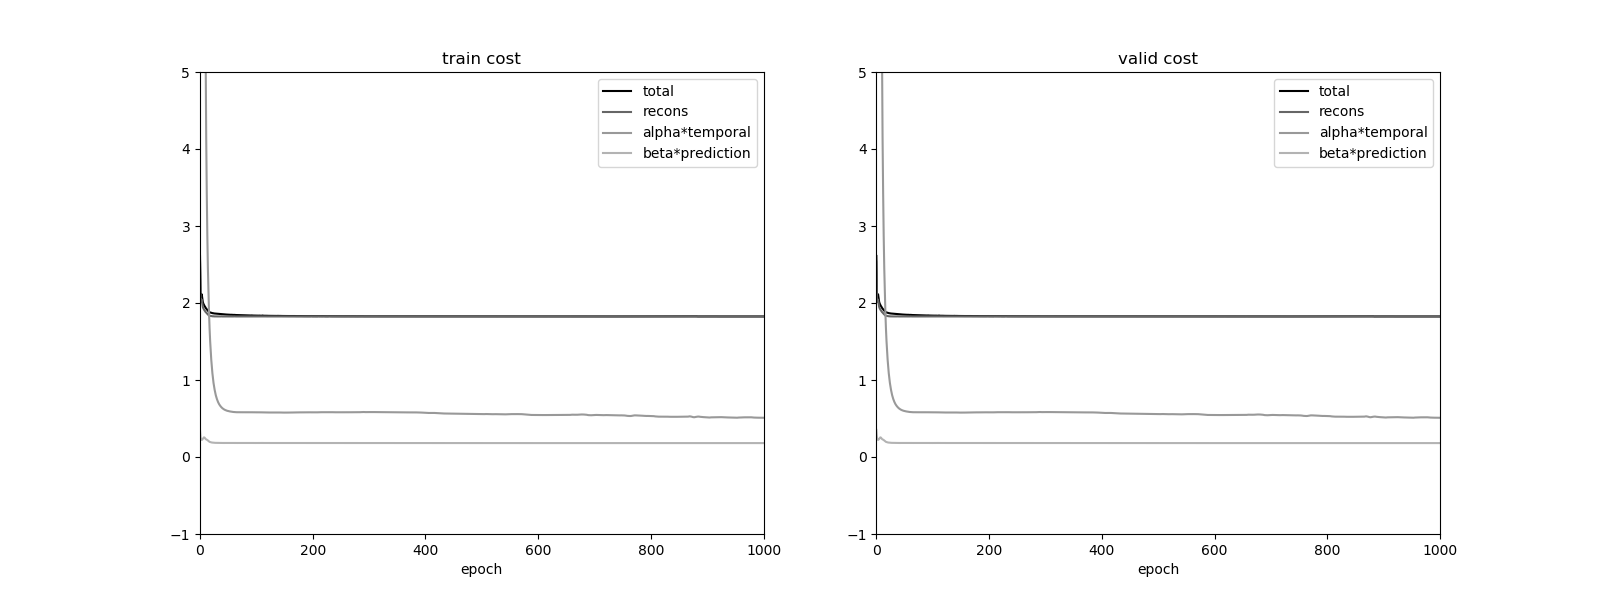 train cost
5
4
3
2
1
0
−1
0 200 400 600 800 1000
epoch
total
recons
alpha*temporal
beta*prediction
valid cost
5
4
3
2
1
0
−1
0 200 400 600 800 1000
epoch
total
recons
alpha*temporal
beta*prediction